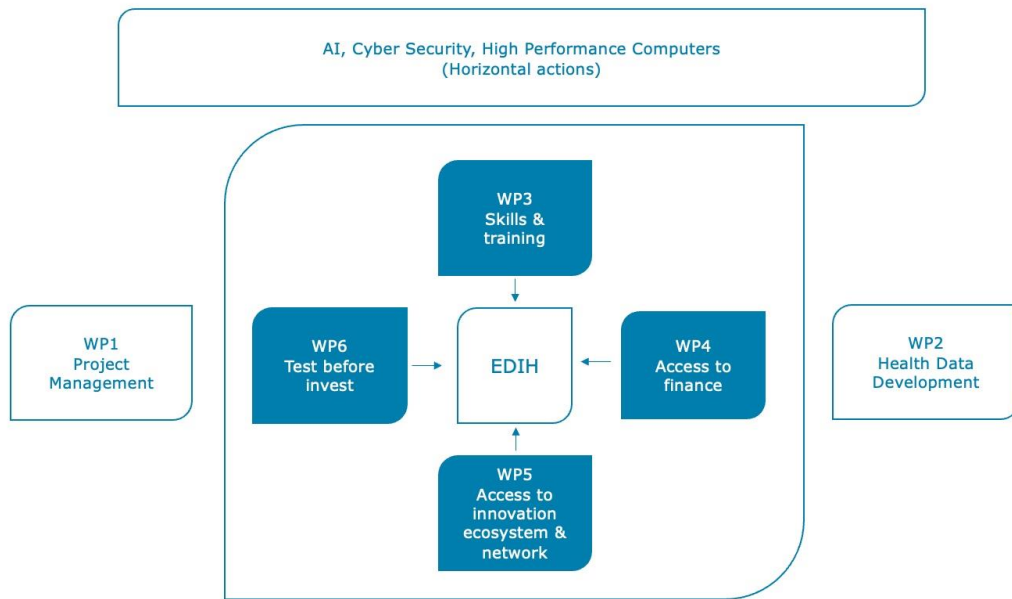 AI, Cyber Security, High Performance Computers
(Horizontal actions)
WP3
Skills &
training
WP1
Project
Management
WP6
Test before
invest
EDIH
WP4
Access to
finance
WP2
Health Data
Development
WP5
Access to
innovation
ecosystem &
network